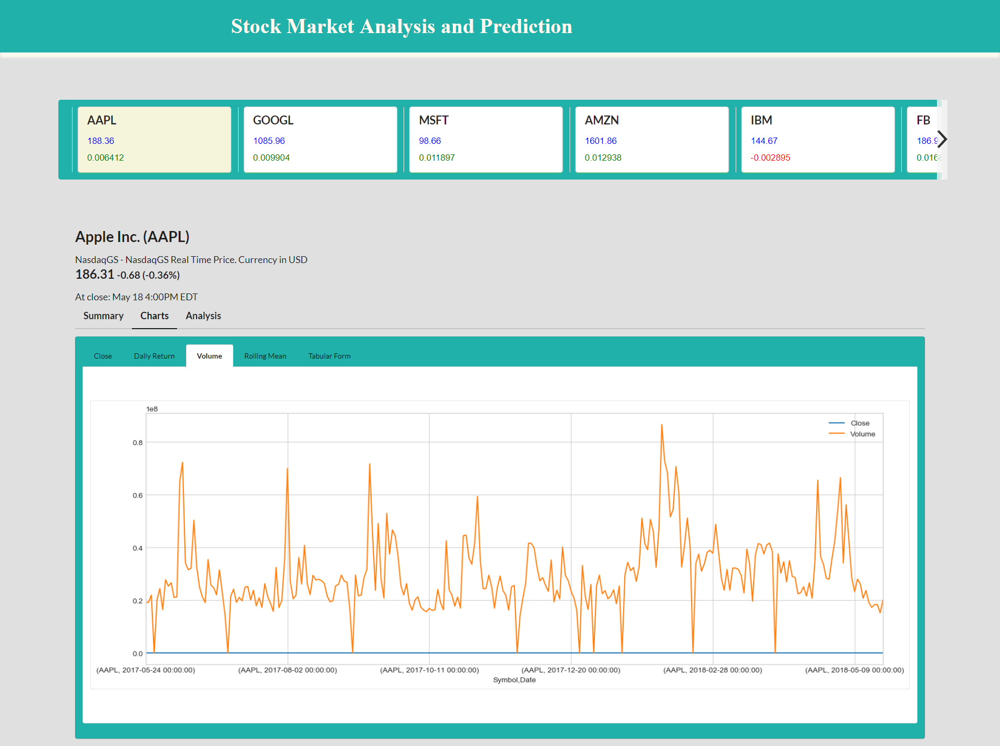 Stock Market Analysis and Prediction
AAPL
188.36
0.006412
GOOGL
1085.96
0.009904
MSFT
98.66
0.011897
AMZN
1601.86
0.012938
IBM
144.67
-0.002895
FB
186.9
0.016
Apple Inc. (AAPL)
NasdaqGS - NasdaqGS Real Time Price. Currency in USD
186.31 -0.68 (-0.36%)
At close: May 18 4:00PM EDT
Summary Charts Analysis
Close Daily Return Volume Rolling Mean Tabular Form
1e8
Close
Volume
0.8
0.6
0.4
0.2
0.0
(AAPL, 2017-05-24 00:00:00) (AAPL, 2017-08-02 00:00:00) (AAPL, 2017-10-11 00:00:00) (AAPL, 2017-12-20 00:00:00) (AAPL, 2018-02-28 00:00:00) (AAPL, 2018-05-09 00:00:00)
Symbol,Date